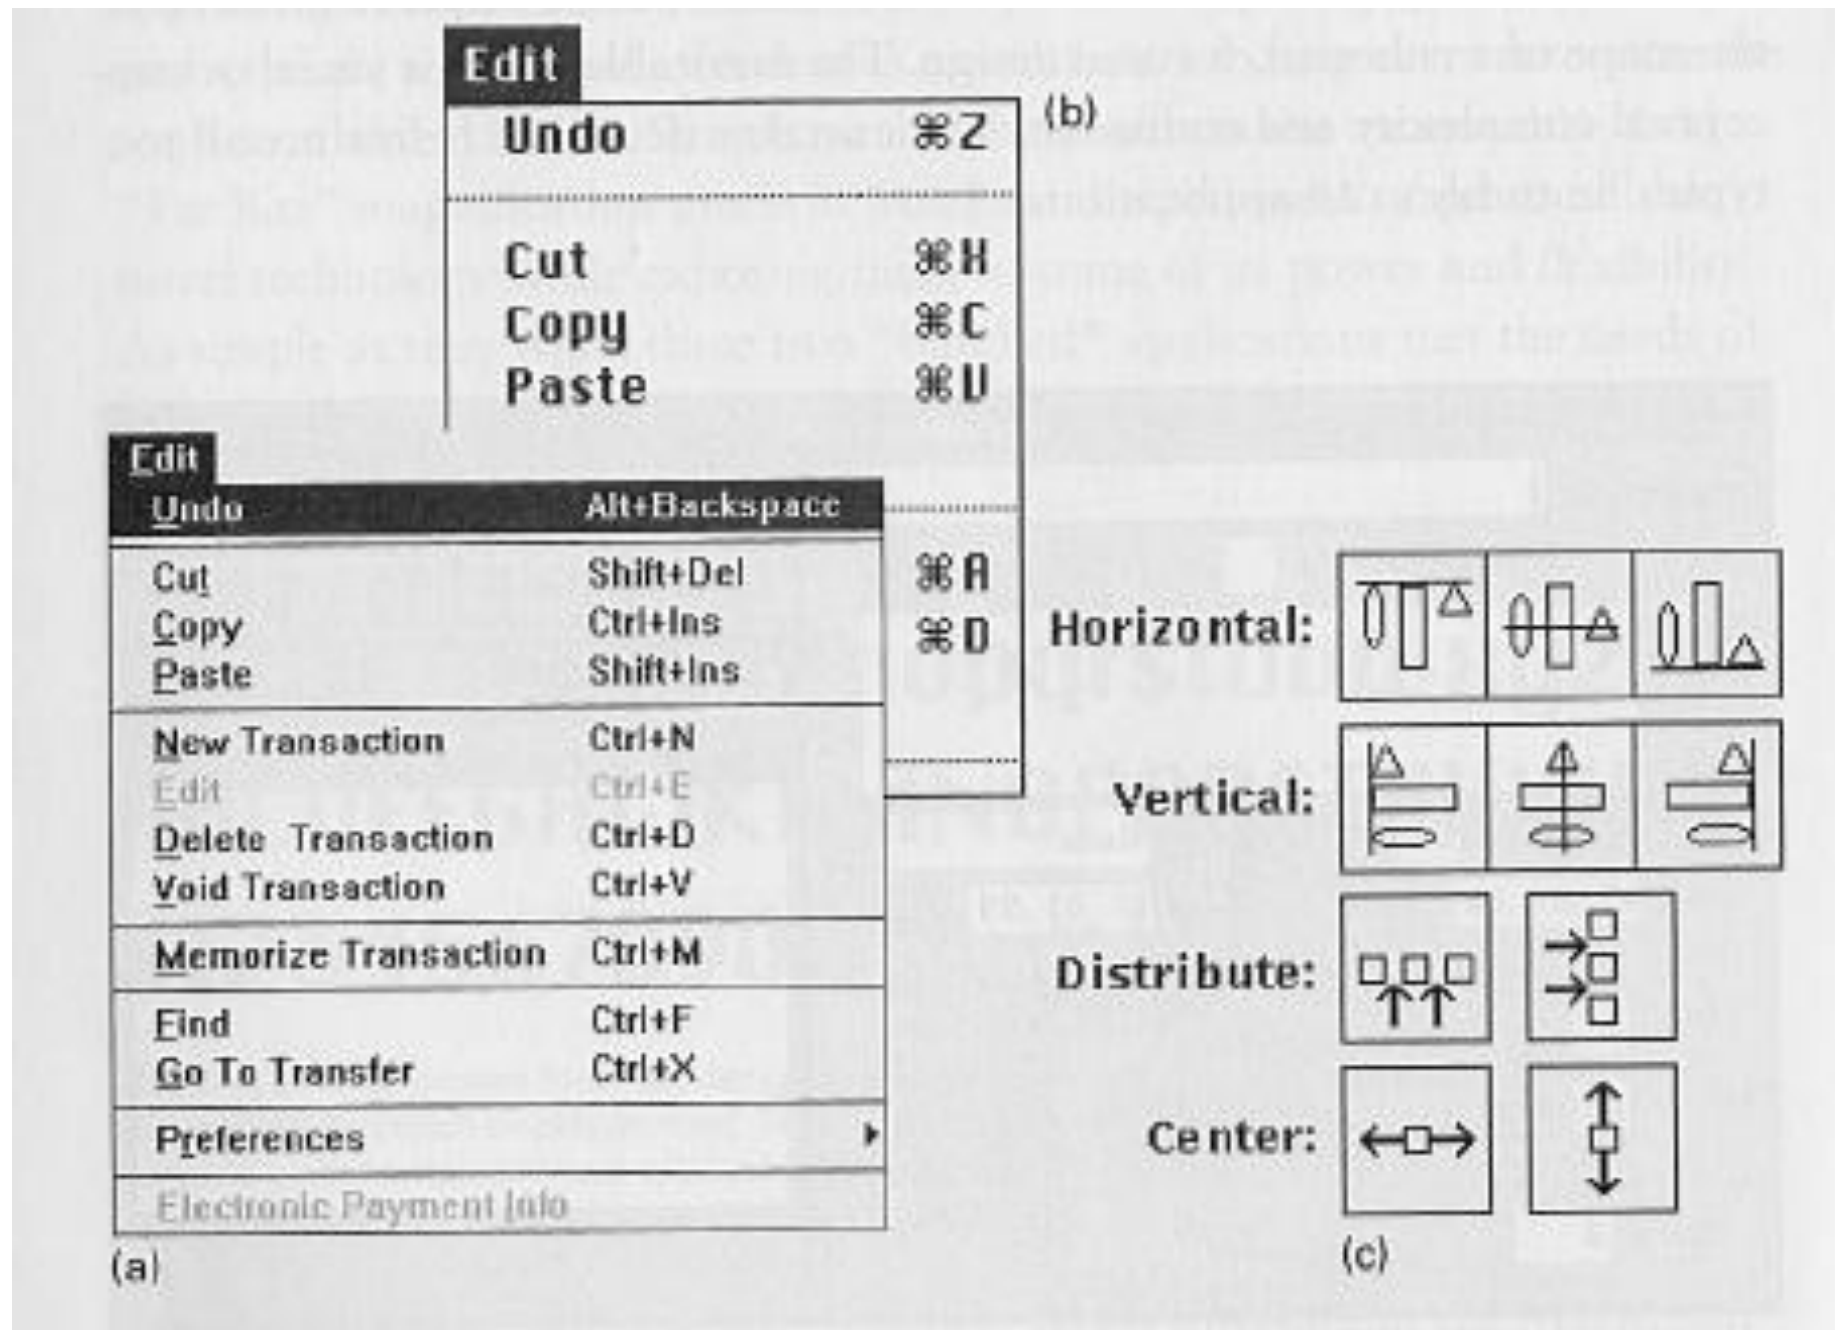 Edit
Undo ⌘Z
Cut ⌘X
Copy ⌘C
Paste ⌘V
⌘A
⌘D
(b)
Edit
Undo Alt+Backspace
Cut Shift+Del
Copy Ctrl+Ins
Paste Shift+Ins
New Transaction Ctrl+N
Edit Ctrl+E
Delete Transaction Ctrl+D
Void Transaction Ctrl+V
Memorize Transaction Ctrl+M
Find Ctrl+F
Go To Transfer Ctrl+X
Preferences
Electronic Payment Info
(a)
Horizontal:
Vertical:
Distribute:
Center:
(c)